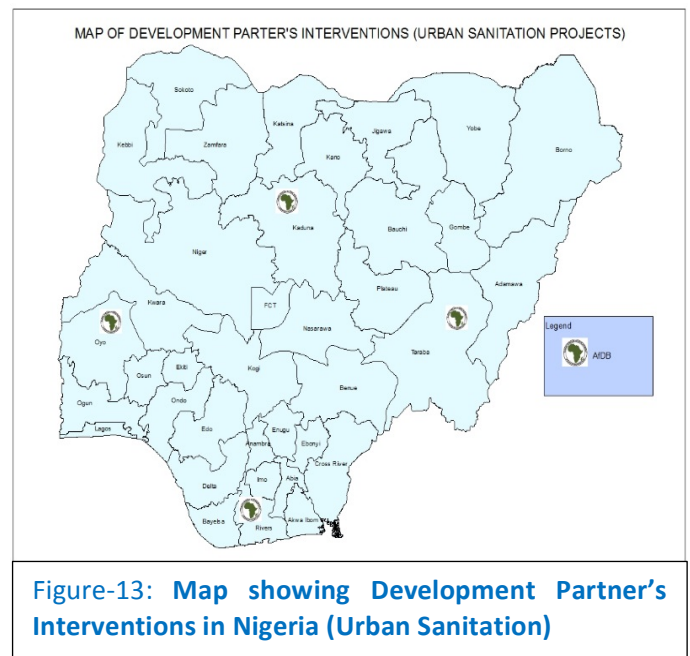 MAP OF DEVELOPMENT PARTER'S INTERVENTIONS (URBAN SANITATION PROJECTS)
Sokoto
Katsina
Jigawa
Yobe
Borno
Kebbi
Zamfara
Kano
Kaduna
Bauchi
Gombe
Niger
Adamawa
Plateau
Kwara
FCT
Nasarawa
Taraba
Oyo
Osun
Ekiti
Kogi
Benue
Ogun
Ondo
Lagos
Edo
Anambra
Enugu
Ebonyi
Cross River
Delta
Imo
Abia
Bayelsa
Rivers
Akwa Ibom
Legend
AfDB
Figure-13: Map showing Development Partner's
Interventions in Nigeria (Urban Sanitation)